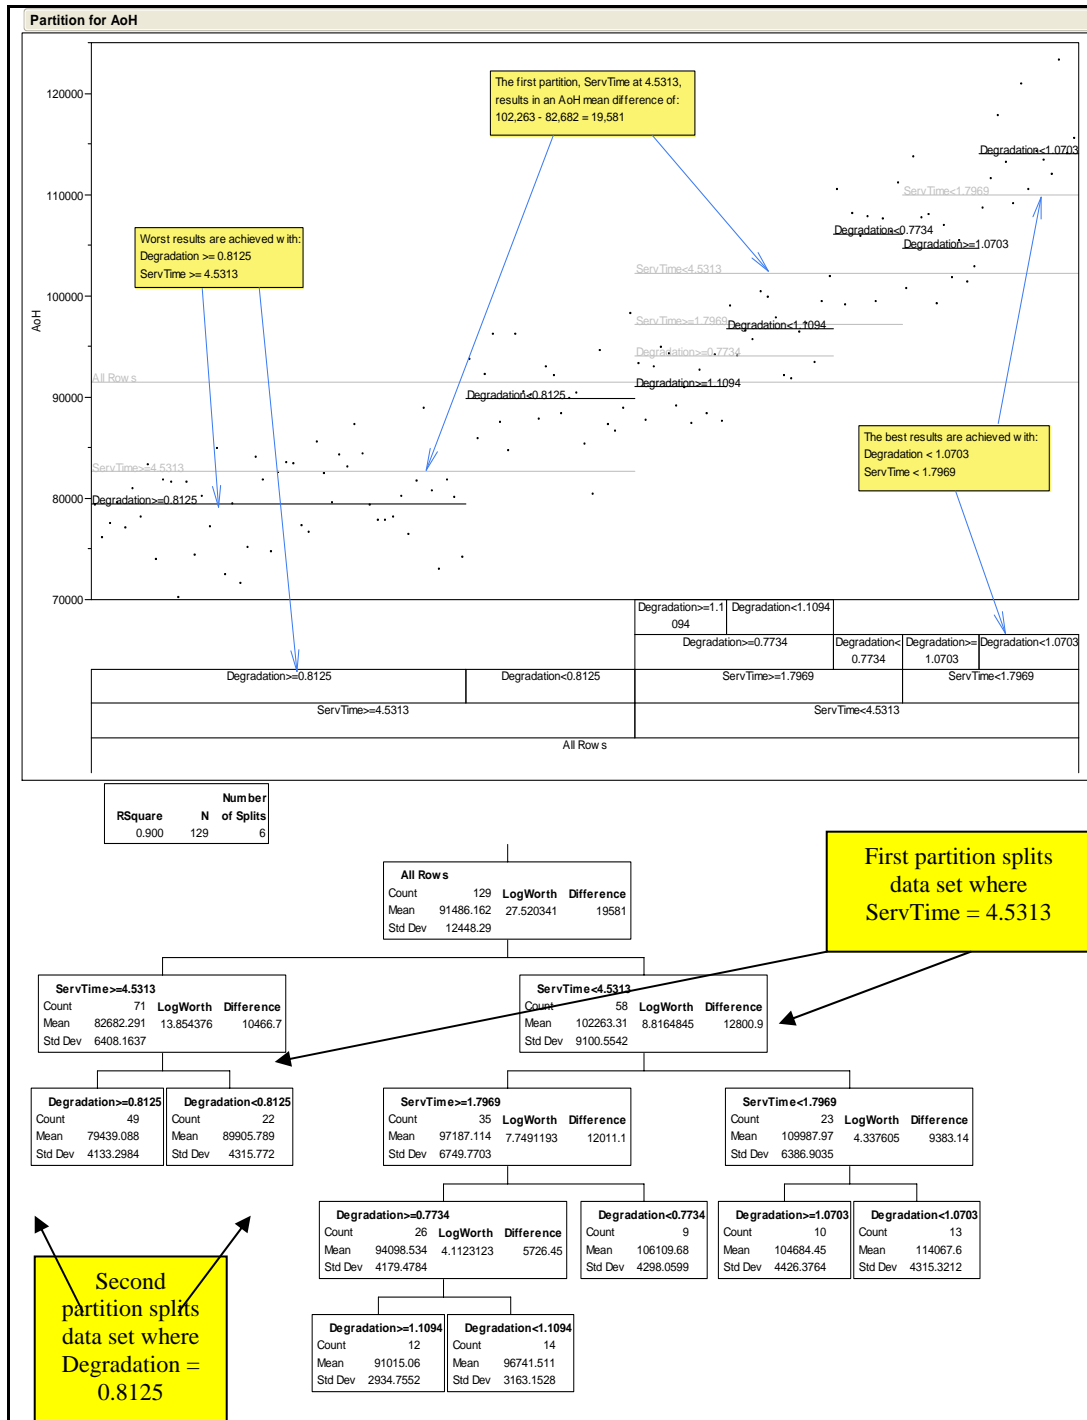 Partition for AoH
The first partition, ServTime at 4.5313,
results in an AoH mean difference of:
102,263 - 82,682 = 19,581
120000
110000
100000
90000
80000
70000
AoH
Worst results are achieved with:
Degradation >= 0.8125
ServTime >= 4.5313
The best results are achieved with:
Degradation < 1.0703
ServTime < 1.7969
Degradation<1.0703
ServTime<1.7969
Degradation<0.7734
Degradation>=1.0703
ServTime<4.5313
ServTime>=1.7969
Degradation<1.1094
Degradation>=0.7734
Degradation>=1.1094
All Rows
Degradation<0.8125
ServTime>=4.5313
Degradation>=0.8125
Degradation>=1.1
094
Degradation<1.1094
Degradation>=0.7734
Degradation<
0.7734
Degradation>=
1.0703
Degradation<1.0703
Degradation>=0.8125
Degradation<0.8125
ServTime>=1.7969
ServTime<1.7969
ServTime>=4.5313
ServTime<4.5313
All Rows
Number
RSquare N of Splits
0.900 129 6
First partition splits
data set where
ServTime = 4.5313
All Rows
Count 129 LogWorth Difference
Mean 91486.162 27.520341 19581
Std Dev 12448.29
ServTime>=4.5313
Count 71 LogWorth Difference
Mean 82682.291 13.854376 10466.7
Std Dev 6408.1637
ServTime<4.5313
Count 58 LogWorth Difference
Mean 102263.31 8.8164845 12800.9
Std Dev 9100.5542
Degradation>=0.8125
Count 49
Mean 79439.088
Std Dev 4133.2984
Degradation<0.8125
Count 22
Mean 89905.789
Std Dev 4315.772
ServTime>=1.7969
Count 35 LogWorth Difference
Mean 97187.114 7.7491193 12011.1
Std Dev 6749.7703
ServTime<1.7969
Count 23 LogWorth Difference
Mean 109987.97 4.337605 9383.14
Std Dev 6386.9035
Degradation>=0.7734
Count 26 LogWorth Difference
Mean 94098.534 4.1123123 5726.45
Std Dev 4179.4784
Degradation<0.7734
Count 9
Mean 106109.68
Std Dev 4298.0599
Degradation>=1.0703
Count 10
Mean 104684.45
Std Dev 4426.3764
Degradation<1.0703
Count 13
Mean 114067.6
Std Dev 4315.3212
Degradation>=1.1094
Count 12
Mean 91015.06
Std Dev 2934.7552
Degradation<1.1094
Count 14
Mean 96741.511
Std Dev 3163.1528
Second
partition splits
data set where
Degradation =
0.8125